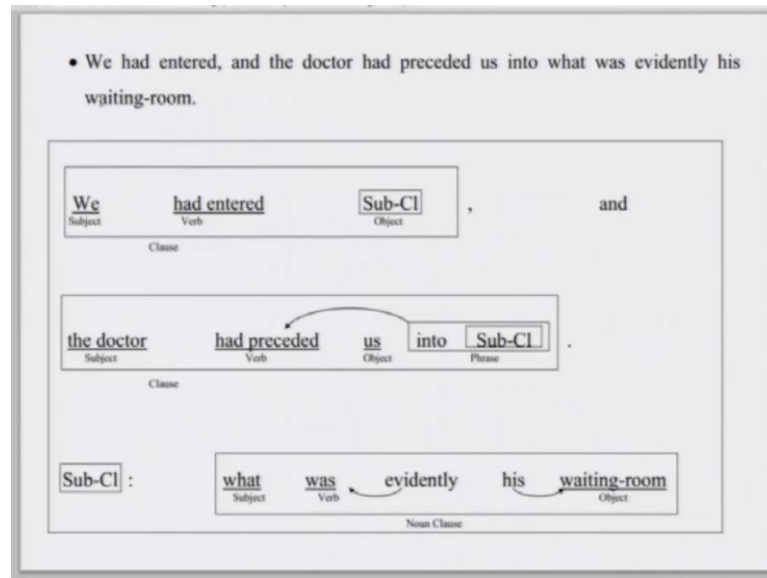 • We had entered, and the doctor had preceded us into what was evidently his
waiting-room.
We had entered Sub-Cl , and
Subject Verb Object
Clause
the doctor had preceded us into Sub-Cl .
Subject Verb Object Phrase
Clause
Sub-Cl : what was evidently his waiting-room
Subject Verb Object
Noun Clause